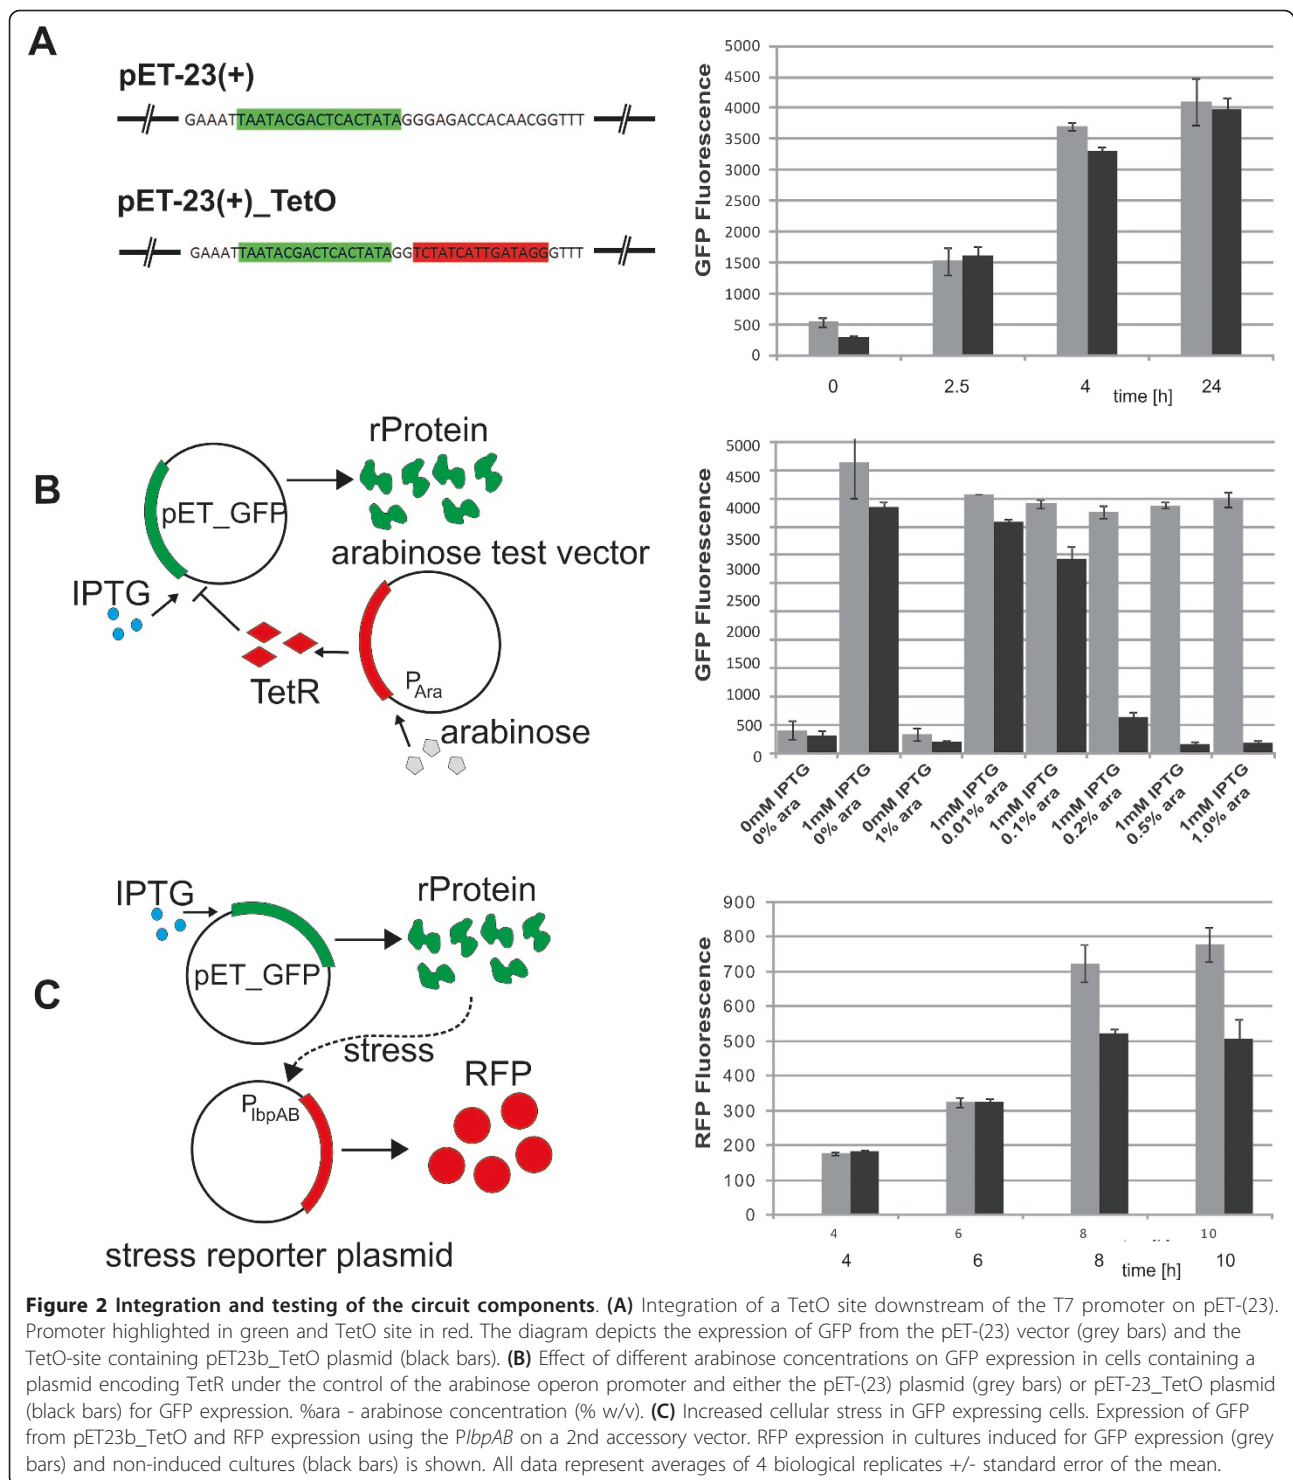 A
pET-23(+)
GAAATTAATACGACTCACTATAGGGAGACCACAACGGTTT
pET-23(+)_TetO
GAAATTAATACGACTCACTATAGGTCTATCATTGATAGGGTTT
GFP Fluorescence
5000
4500
4000
3500
3000
2500
2000
1500
1000
500
0
0 2.5 4 24
time [h]
B
pET_GFP
rProtein
arabinose test vector
IPTG
TetR
PAra
arabinose
GFP Fluorescence
5000
4500
4000
3500
3000
2500
2000
1500
1000
500
0
0mM IPTG
0% ara
1mM IPTG
0% ara
0mM IPTG
1% ara
1mM IPTG
0.01% ara
1mM IPTG
0.1% ara
1mM IPTG
0.2% ara
1mM IPTG
0.5% ara
1mM IPTG
1.0% ara
C
IPTG
pET_GFP
rProtein
stress
PIbpAB
RFP
stress reporter plasmid
RFP Fluorescence
900
800
700
600
500
400
300
200
100
0
4 6 8 10
4 6 8 10
time [h]
Figure 2 Integration and testing of the circuit components. (A) Integration of a TetO site downstream of the T7 promoter on pET-(23).
Promoter highlighted in green and TetO site in red. The diagram depicts the expression of GFP from the pET-(23) vector (grey bars) and the
TetO-site containing pET23b_TetO plasmid (black bars). (B) Effect of different arabinose concentrations on GFP expression in cells containing a
plasmid encoding TetR under the control of the arabinose operon promoter and either the pET-(23) plasmid (grey bars) or pET-23_TetO plasmid
(black bars) for GFP expression. %ara - arabinose concentration (% w/v). (C) Increased cellular stress in GFP expressing cells. Expression of GFP
from pET23b_TetO and RFP expression using the PIbpAB on a 2nd accessory vector. RFP expression in cultures induced for GFP expression (grey
bars) and non-induced cultures (black bars) is shown. All data represent averages of 4 biological replicates +/- standard error of the mean.